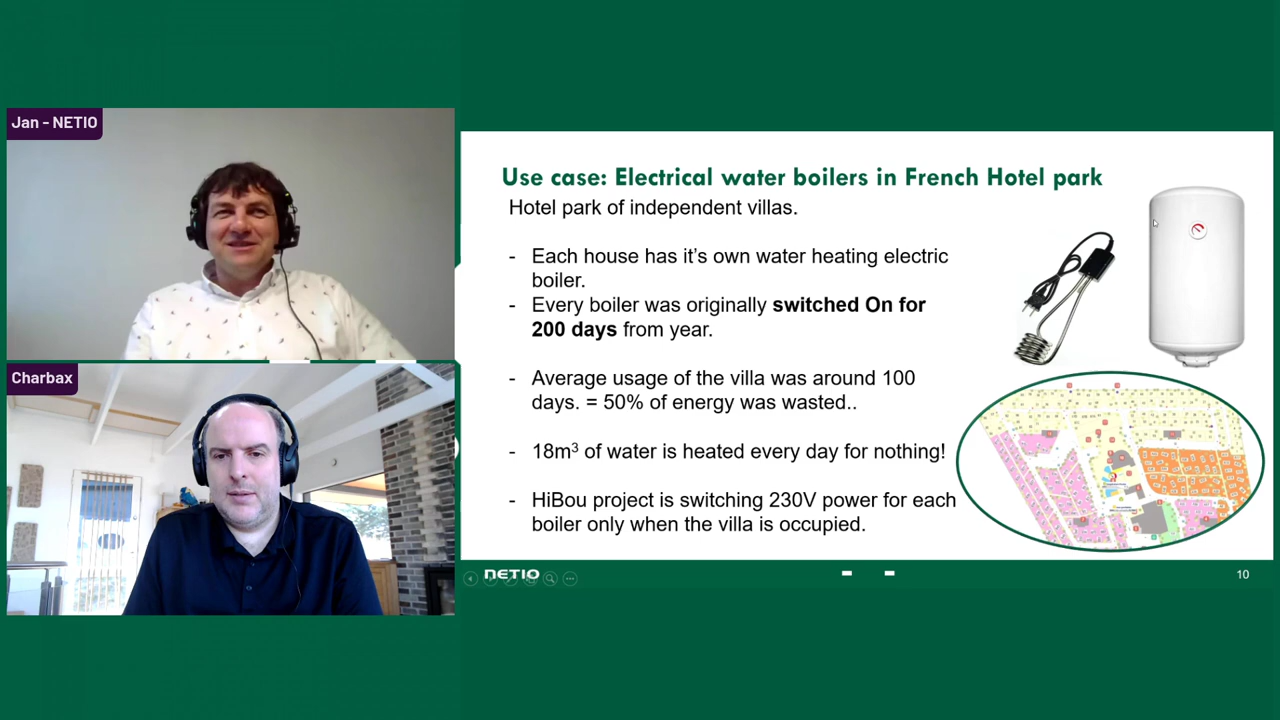 Jan - NETIO
Charbax
Use case: Electrical water boilers in French Hotel park
Hotel park of independent villas.
- Each house has it's own water heating electric
boiler.
- Every boiler was originally switched On for
200 days from year.
- Average usage of the villa was around 100
days. = 50% of energy was wasted..
- 18m³ of water is heated every day for nothing!
- HiBou project is switching 230V power for each
boiler only when the villa is occupied.
NETIO
10